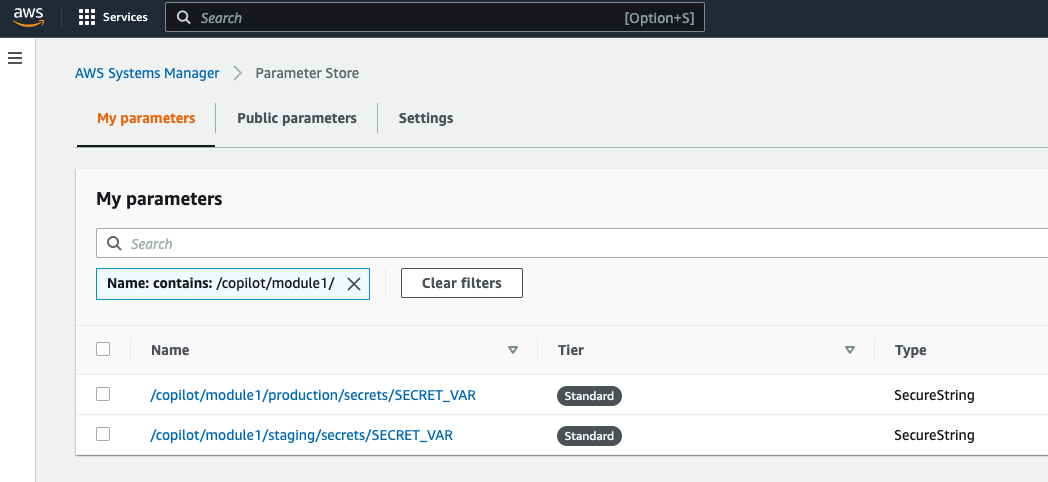 aws Services Search [Option+S]
AWS Systems Manager Parameter Store
My parameters Public parameters Settings
My parameters
Search
Name: contains: /copilot/module1/ Clear filters
Name Tier Type
/copilot/module1/production/secrets/SECRET_VAR Standard SecureString
/copilot/module1/staging/secrets/SECRET_VAR Standard SecureString